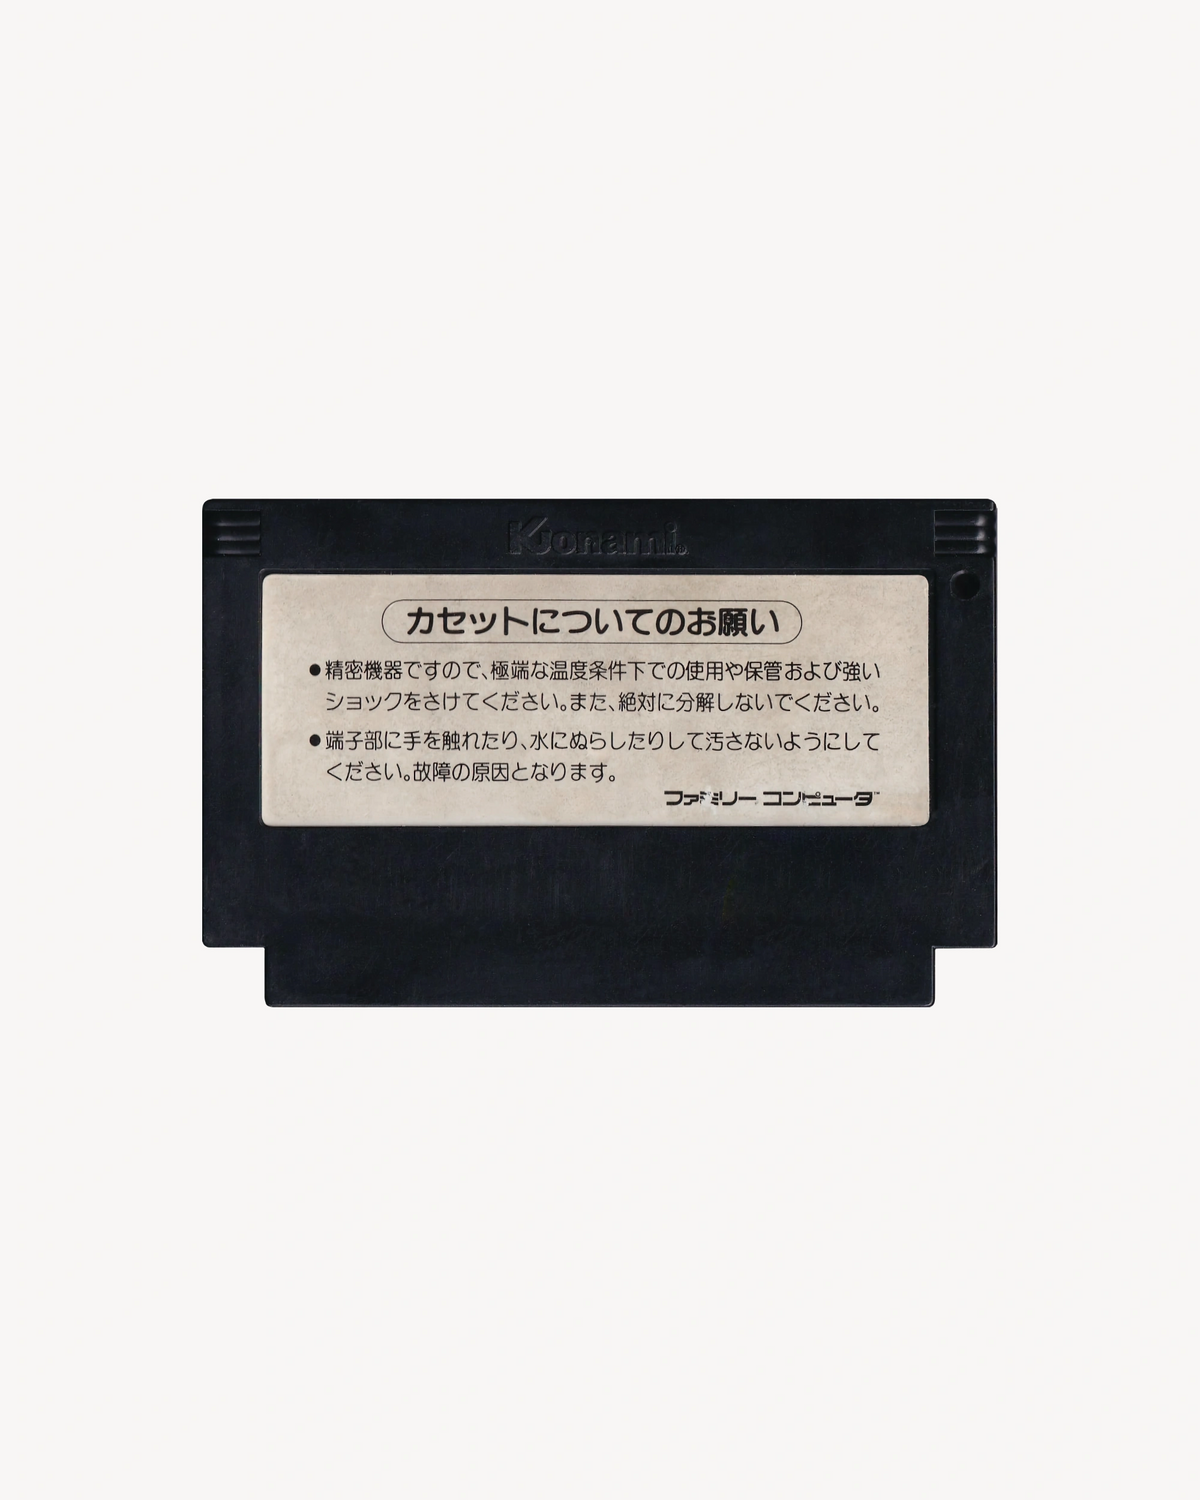 Konami
カセットについてのお願い
●精密機器ですので、極端な温度条件下での使用や保管および強い
ショックをさけてください。また、絶対に分解しないでください。
●端子部に手を触れたり、水にぬらしたりして汚さないようにして
ください。故障の原因となります。
ファミリー コンピュータ™